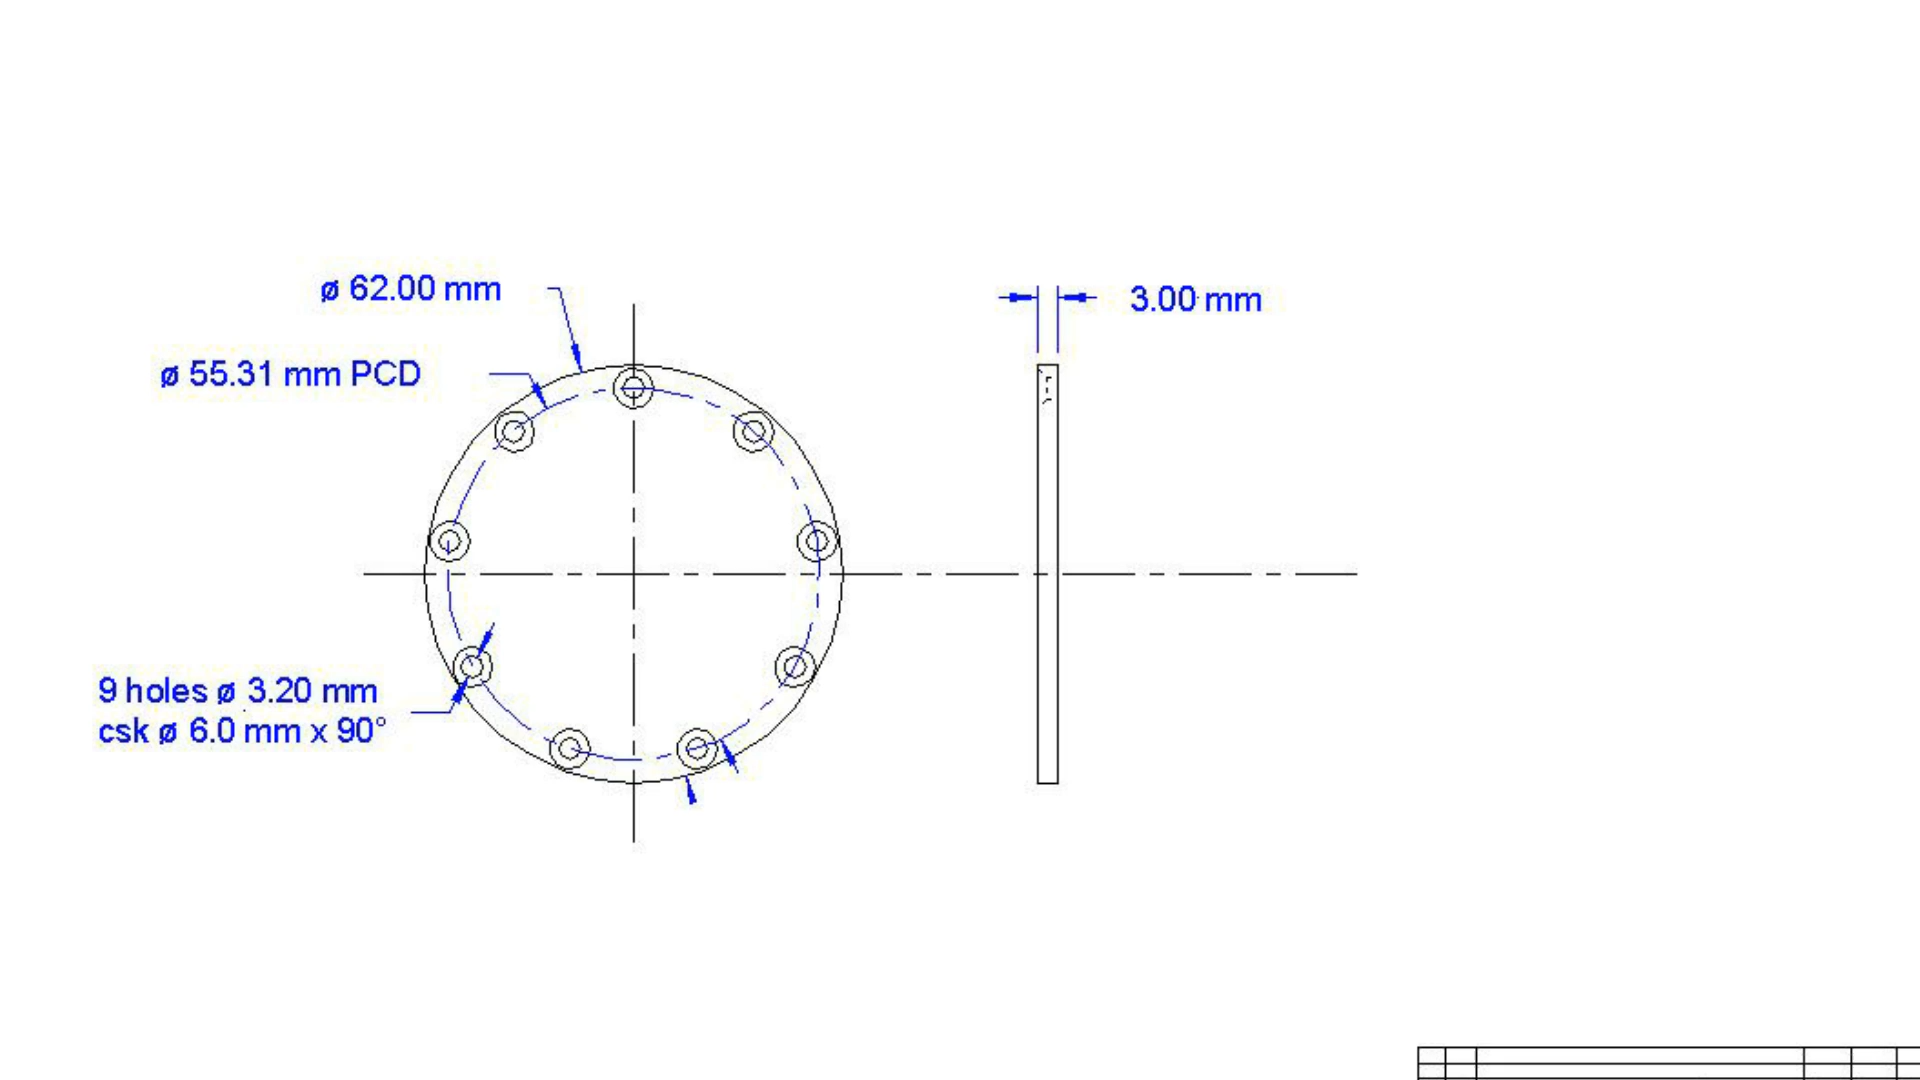 ø 62.00 mm
3.00 mm
ø 55.31 mm PCD
9 holes ø 3.20 mm
csk ø 6.0 mm x 90°